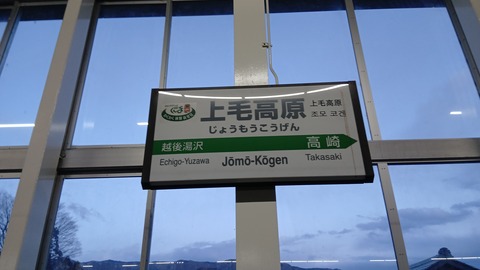 上毛高原
上毛高原
조모 코겐
じょうもうこうげん
越後湯沢
高崎
Echigo-Yuzawa
Jōmō-Kōgen
Takasaki